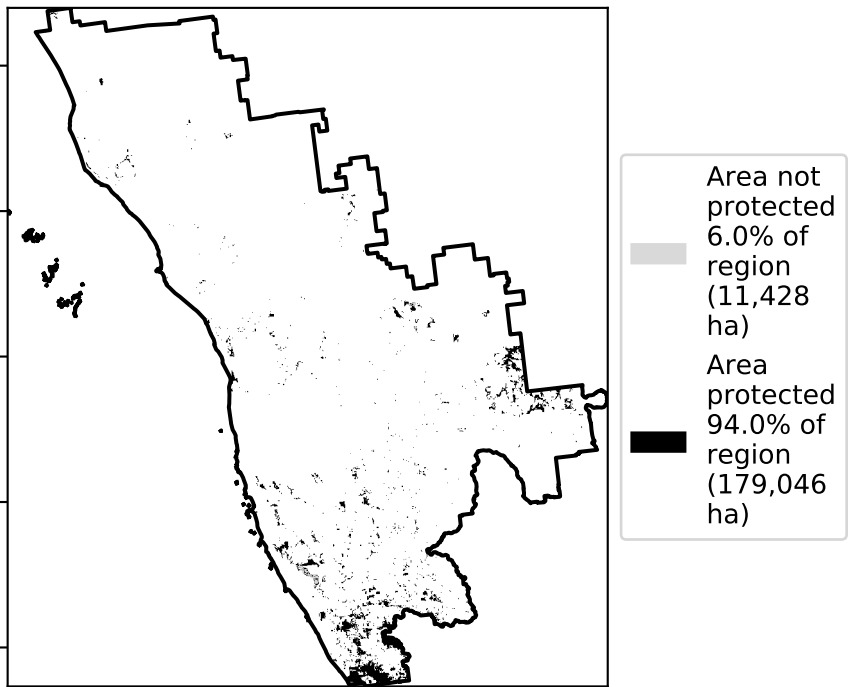 Area not
protected
6.0% of
region
(11,428
ha)
Area
protected
94.0% of
region
(179,046
ha)